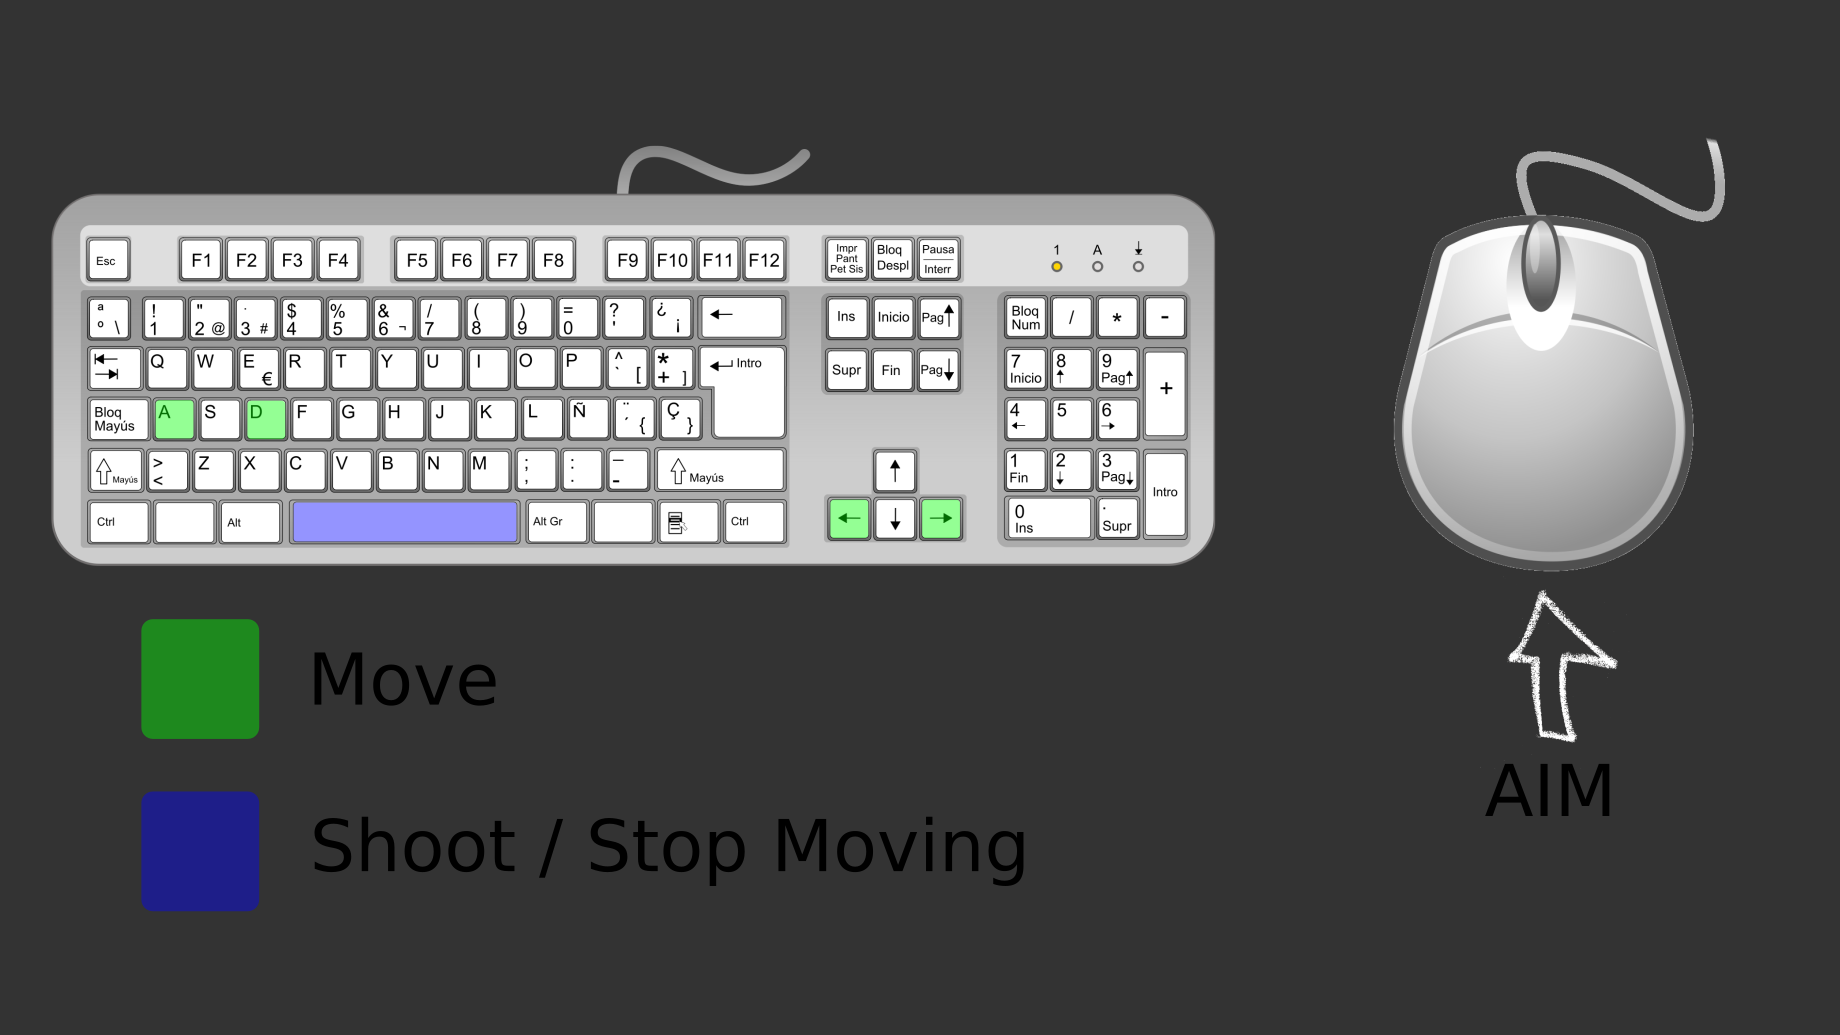 Esc F1 F2 F3 F4 F5 F6 F7 F8 F9 F10 F11 F12
Impr
Pant
Pet Sis
Bloq
Despl
Pausa
Interr
1 A
ª
º \
!
1
"
2 @
·
3 #
$
4
%
5
&
6 ¬
/
7
(
8
)
9
=
0
?
'
¿
¡
Ins Inicio Pag
Bloq
Num
/ * -
Q W E
€
R T Y U I O P
^
` [
*
+ ]
Intro
Supr Fin Pag
7
Inicio
8
9
Pag
+
Bloq
Mayús
A S D F G H J K L Ñ
¨
´ {
Ç
}
4 5 6
Mayús
>
<
Z X C V B N M
;
,
:
.
_
-
Mayús
1
Fin
2
3
Pag
Intro
Ctrl Alt Alt Gr Ctrl
0
Ins
.
Supr
Move
Shoot / Stop Moving
AIM